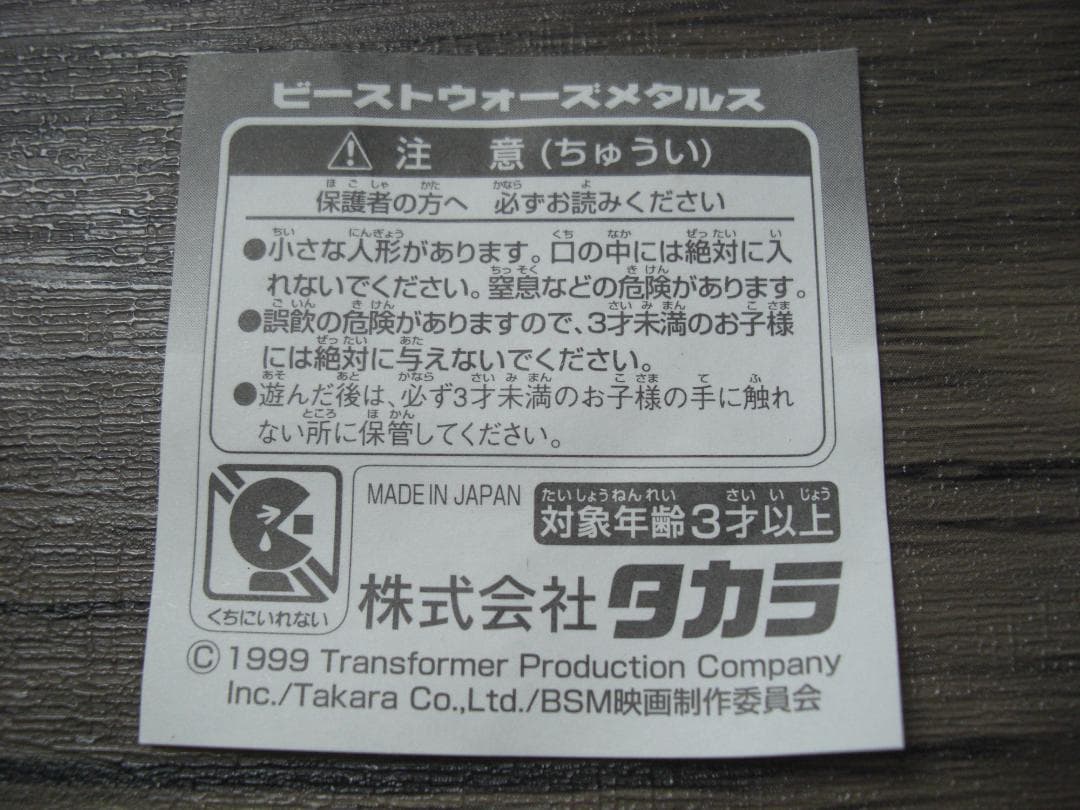 ビーストウォーズメタルス
注 意(ちゅうい)
保護者の方へ 必ずお読みください
●小さな人形があります。口の中には絶対に入
れないでください。窒息などの危険があります。
●誤飲の危険がありますので、3才未満のお子様
には絶対に与えないでください。
●遊んだ後は、必ず3才未満のお子様の手に触れ
ない所に保管してください。
くちにいれない
MADE IN JAPAN
対象年齢3才以上
株式会社タカラ
©1999 Transformer Production Company
Inc./Takara Co.,Ltd./BSM映画制作委員会